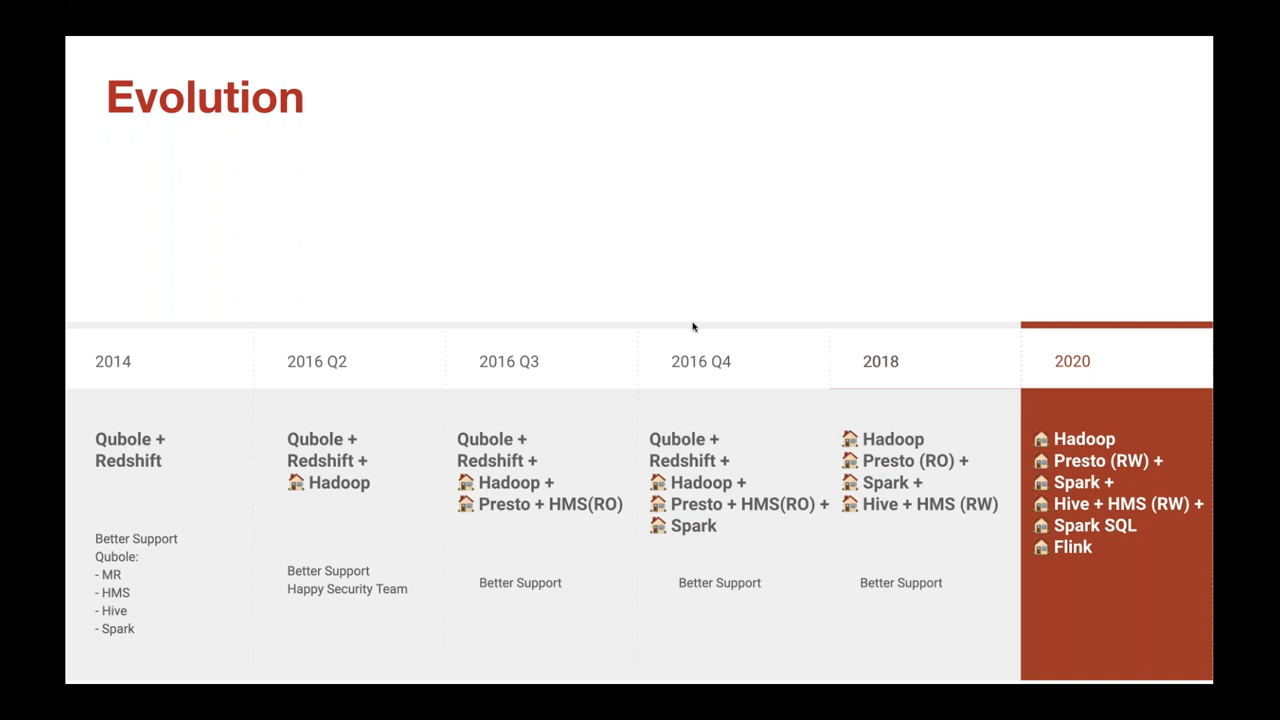 Evolution
2014
2016 Q2
2016 Q3
2016 Q4
2018
2020
Qubole +
Redshift
Better Support
Qubole:
- MR
- HMS
- Hive
- Spark
Qubole +
Redshift +
🏠 Hadoop
Better Support
Happy Security Team
Qubole +
Redshift +
🏠 Hadoop +
🏠 Presto + HMS(RO)
Better Support
Qubole +
Redshift +
🏠 Hadoop +
🏠 Presto + HMS(RO) +
🏠 Spark
Better Support
🏠 Hadoop
🏠 Presto (RO) +
🏠 Spark +
🏠 Hive + HMS (RW)
Better Support
🏠 Hadoop
🏠 Presto (RW) +
🏠 Spark +
🏠 Hive + HMS (RW) +
🏠 Spark SQL
🏠 Flink